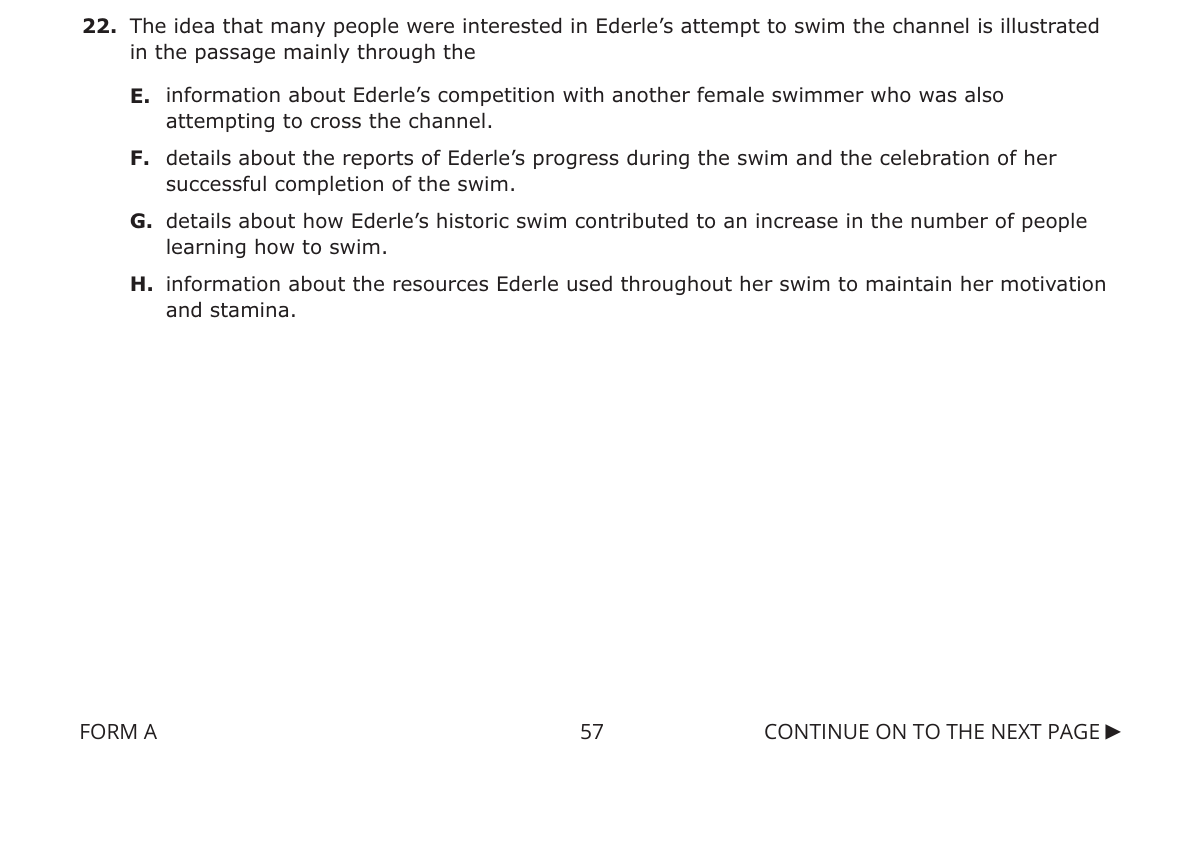 22. The idea that many people were interested in Ederle’s attempt to swim the channel is illustrated
in the passage mainly through the
E. information about Ederle’s competition with another female swimmer who was also
attempting to cross the channel.
F. details about the reports of Ederle’s progress during the swim and the celebration of her
successful completion of the swim.
G. details about how Ederle’s historic swim contributed to an increase in the number of people
learning how to swim.
H. information about the resources Ederle used throughout her swim to maintain her motivation
and stamina.
FORM A 57 CONTINUE ON TO THE NEXT PAGE ►